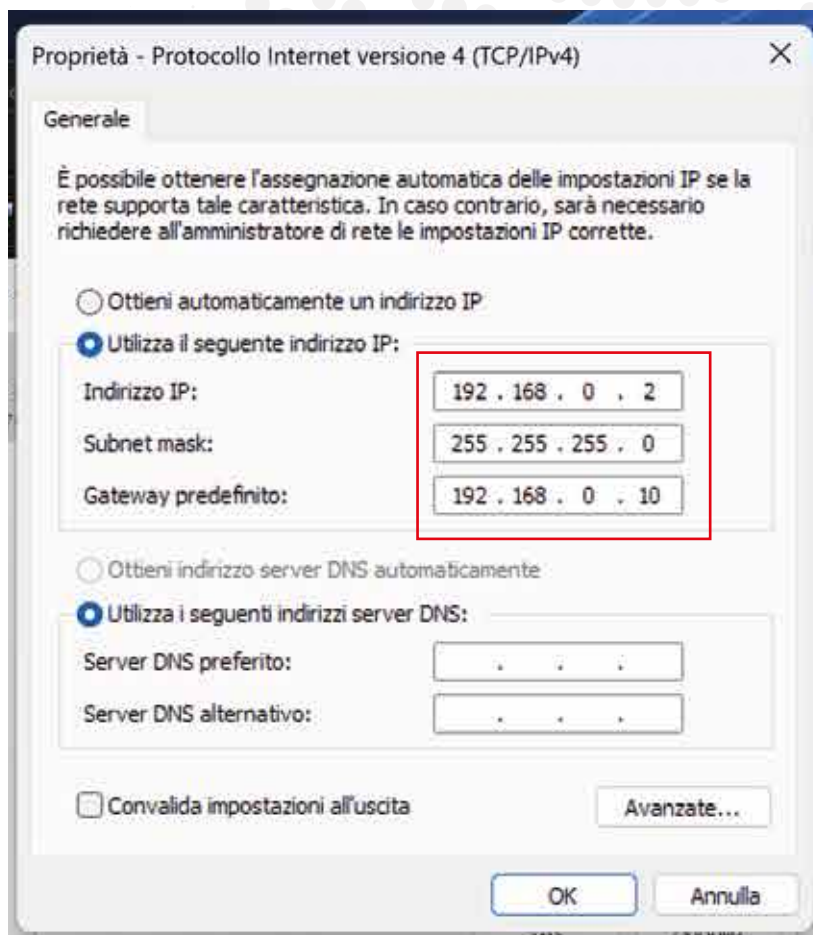 Proprietà - Protocollo Internet versione 4 (TCP/IPv4)
Generale
È possibile ottenere l'assegnazione automatica delle impostazioni IP se la
rete supporta tale caratteristica. In caso contrario, sarà necessario
richiedere all'amministratore di rete le impostazioni IP corrette.
Ottieni automaticamente un indirizzo IP
Utilizza il seguente indirizzo IP:
Indirizzo IP: 192 . 168 . 0 . 2
Subnet mask: 255 . 255 . 255 . 0
Gateway predefinito: 192 . 168 . 0 . 10
Ottieni indirizzo server DNS automaticamente
Utilizza i seguenti indirizzi server DNS:
Server DNS preferito: . . .
Server DNS alternativo: . . .
Convalida impostazioni all'uscita Avanzate...
OK Annulla